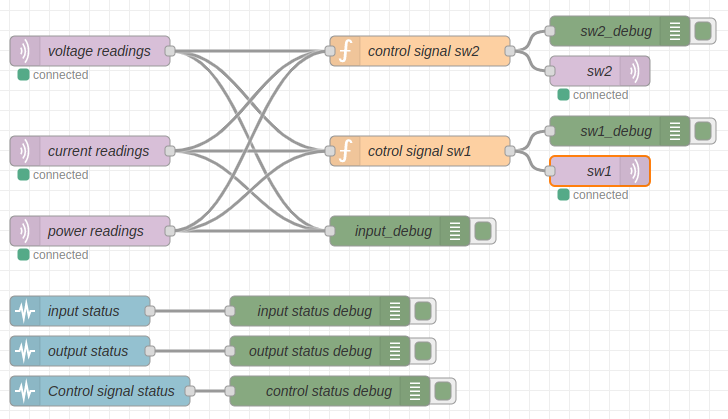 voltage readings
connected
control signal sw2
sw2_debug
sw2
connected
current readings
connected
cotrol signal sw1
sw1_debug
sw1
connected
power readings
connected
input_debug
input status
input status debug
output status
output status debug
Control signal status
control status debug